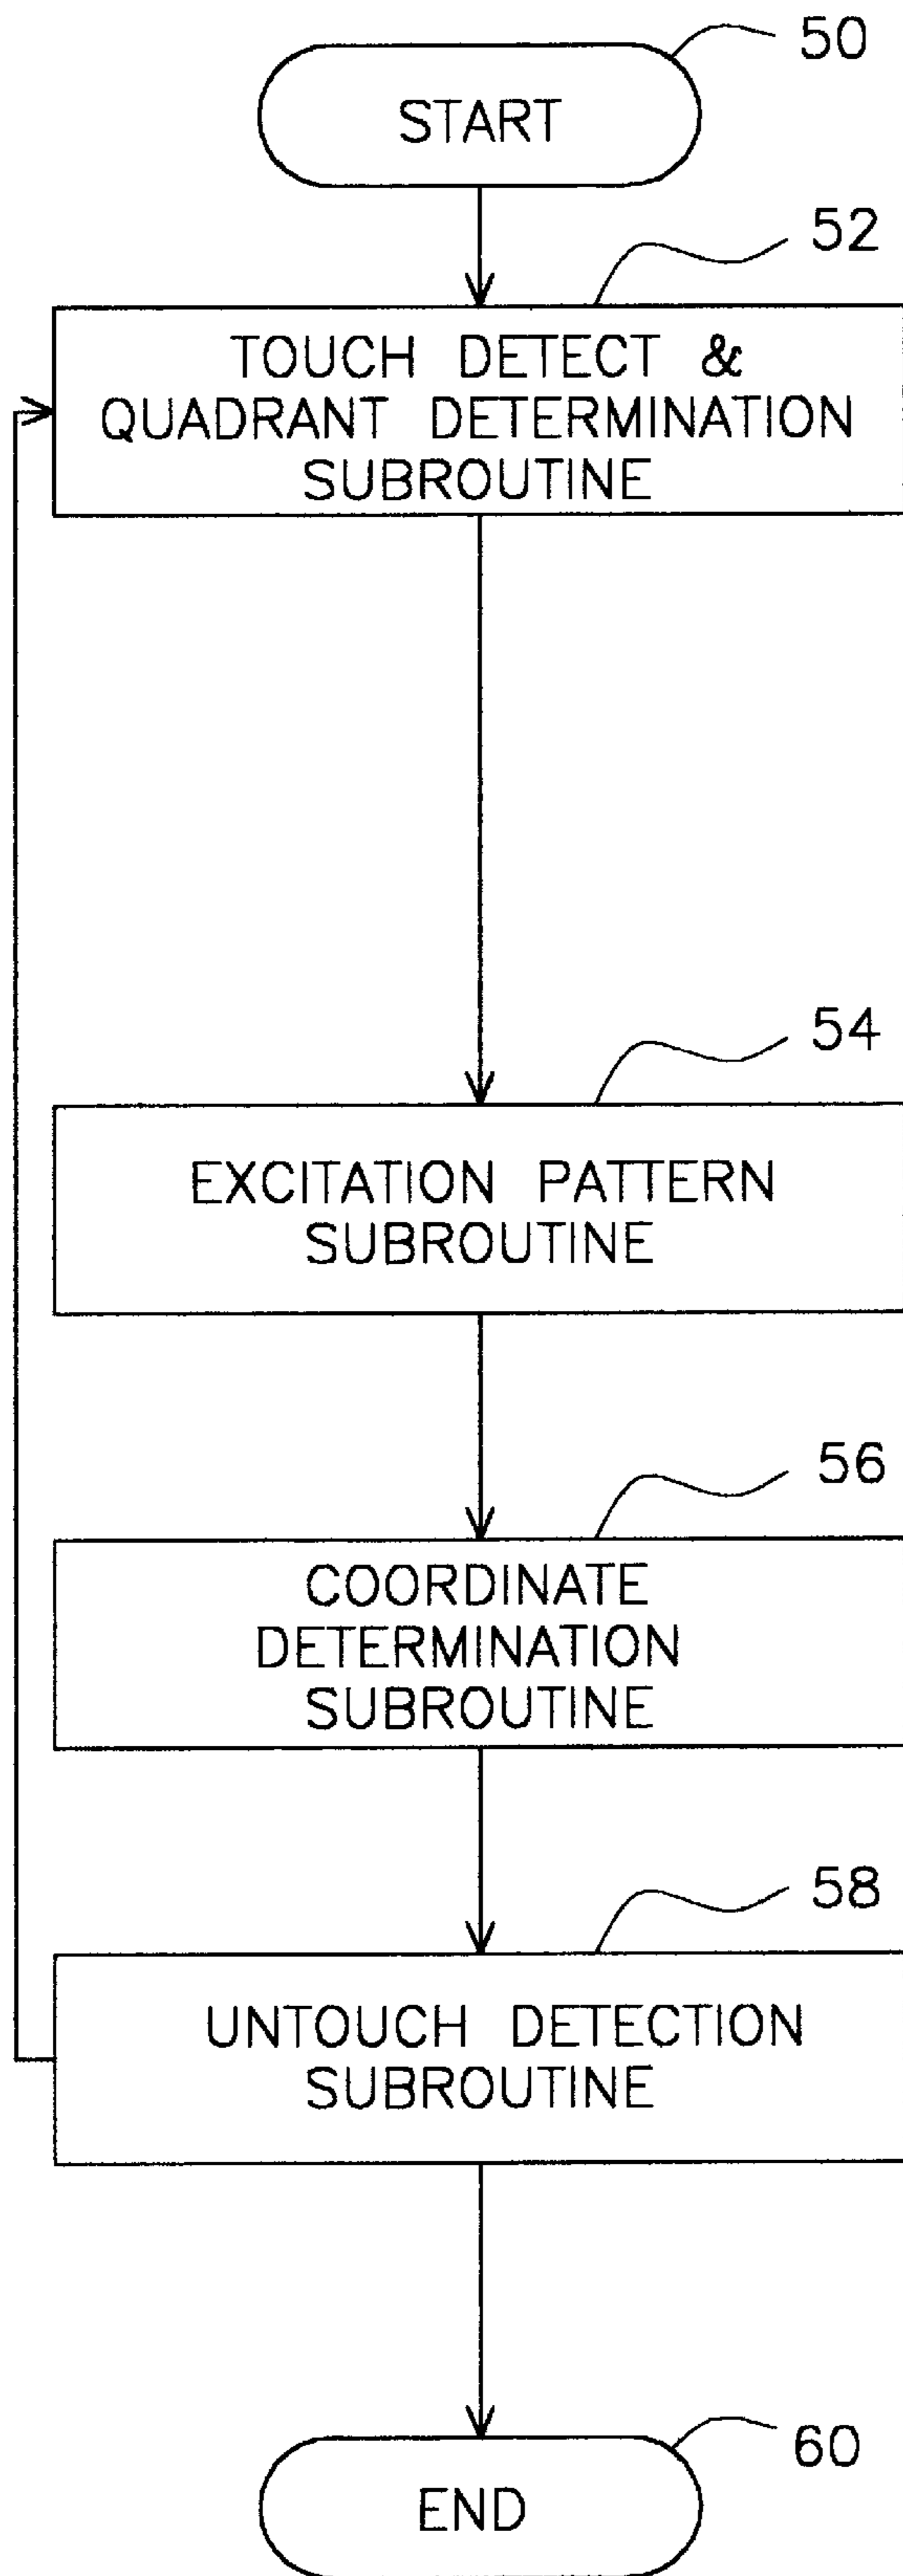 50
START
52
TOUCH DETECT &
QUADRANT DETERMINATION
SUBROUTINE
54
EXCITATION PATTERN
SUBROUTINE
56
COORDINATE
DETERMINATION
SUBROUTINE
58
UNTOUCH DETECTION
SUBROUTINE
60
END